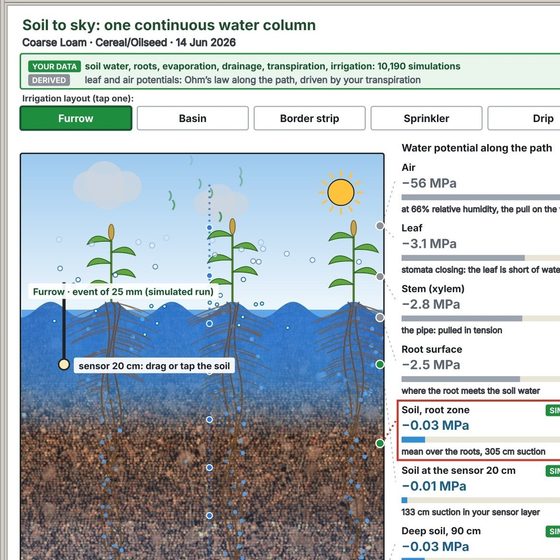 Soil to sky: one continuous water column
Coarse Loam · Cereal/Oilseed · 14 Jun 2026
YOUR DATA soil water, roots, evaporation, drainage, transpiration, irrigation: 10,190 simulations
DERIVED leaf and air potentials: Ohm's law along the path, driven by your transpiration
Irrigation layout (tap one):
Furrow Basin Border strip Sprinkler Drip
Water potential along the path
Air
−56 MPa
at 66% relative humidity, the pull on the
Leaf
−3.1 MPa
stomata closing: the leaf is short of wate
Stem (xylem)
−2.8 MPa
the pipe: pulled in tension
Root surface
−2.5 MPa
where the root meets the soil water
Soil, root zone SIM
−0.03 MPa
mean over the roots, 305 cm suction
Soil at the sensor 20 cm SIM
−0.01 MPa
133 cm suction in your sensor layer
Deep soil, 90 cm SIM
−0.03 MPa
Furrow · event of 25 mm (simulated run)
sensor 20 cm: drag or tap the soil